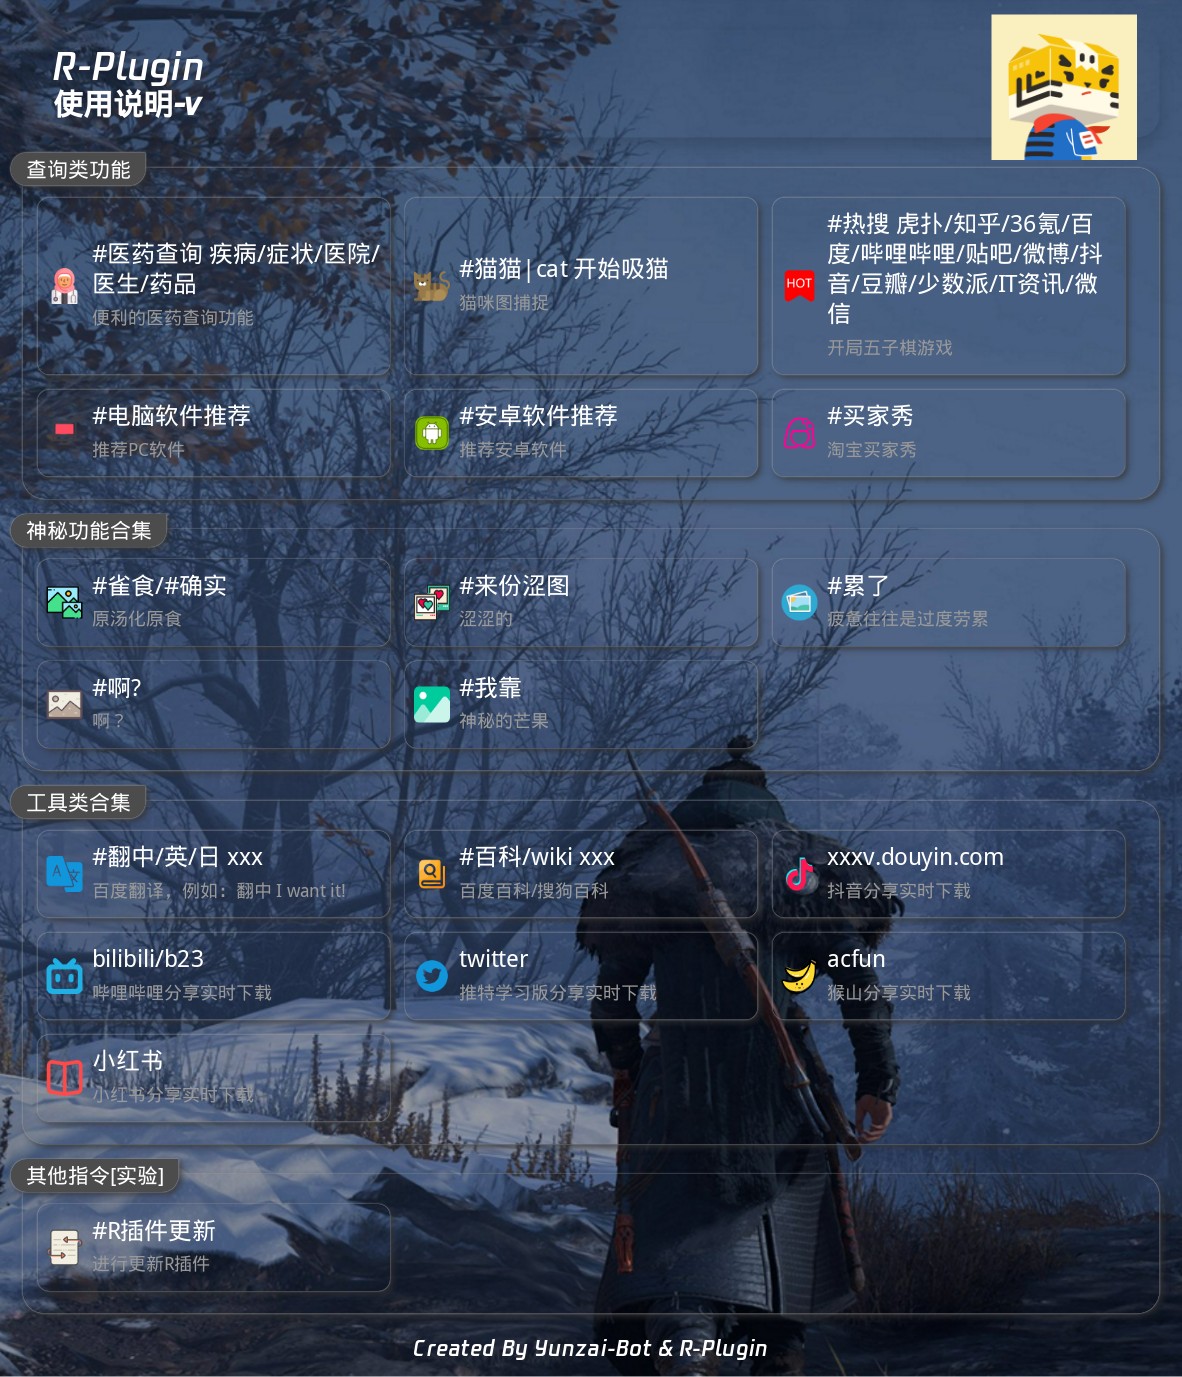 R-Plugin
使用说明-v
查询类功能
#医药查询 疾病/症状/医院/
医生/药品
便利的医药查询功能
#猫猫|cat 开始吸猫
猫咪图捕捉
HOT
#热搜 虎扑/知乎/36氪/百
度/哔哩哔哩/贴吧/微博/抖
音/豆瓣/少数派/IT资讯/微
信
开局五子棋游戏
#电脑软件推荐
推荐PC软件
#安卓软件推荐
推荐安卓软件
#买家秀
淘宝买家秀
神秘功能合集
#雀食/#确实
原汤化原食
#来份涩图
涩涩的
#累了
疲惫往往是过度劳累
#啊?
啊？
#我靠
神秘的芒果
工具类合集
#翻中/英/日 xxx
百度翻译，例如：翻中 I want it!
#百科/wiki xxx
百度百科/搜狗百科
xxxv.douyin.com
抖音分享实时下载
bilibili/b23
哔哩哔哩分享实时下载
twitter
推特学习版分享实时下载
acfun
猴山分享实时下载
小红书
小红书分享实时下载
其他指令[实验]
#R插件更新
进行更新R插件
Created By Yunzai-Bot & R-Plugin